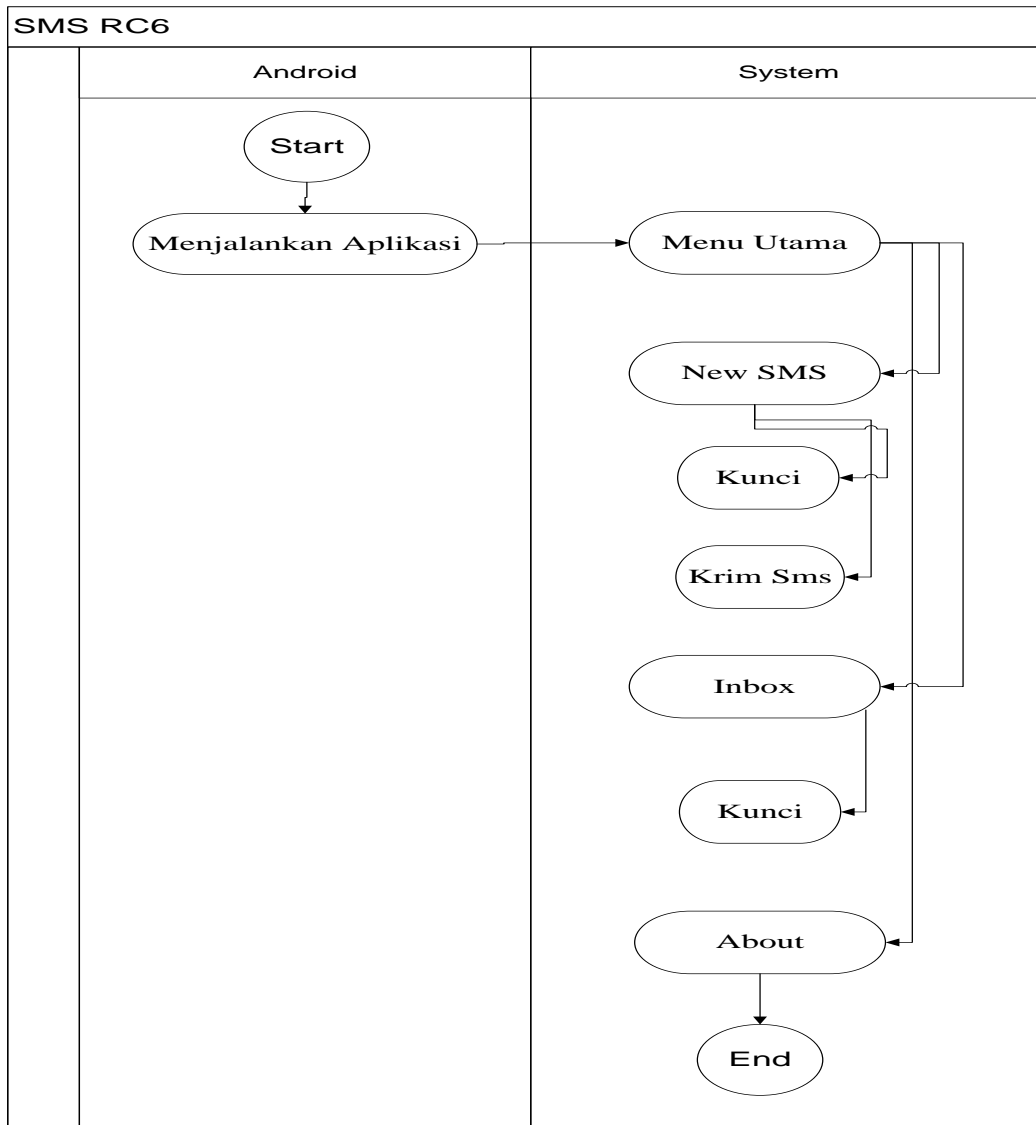 SMS RC6
Android
System
Start
Menjalankan Aplikasi
Menu Utama
New SMS
Kunci
Krim Sms
Inbox
Kunci
About
End